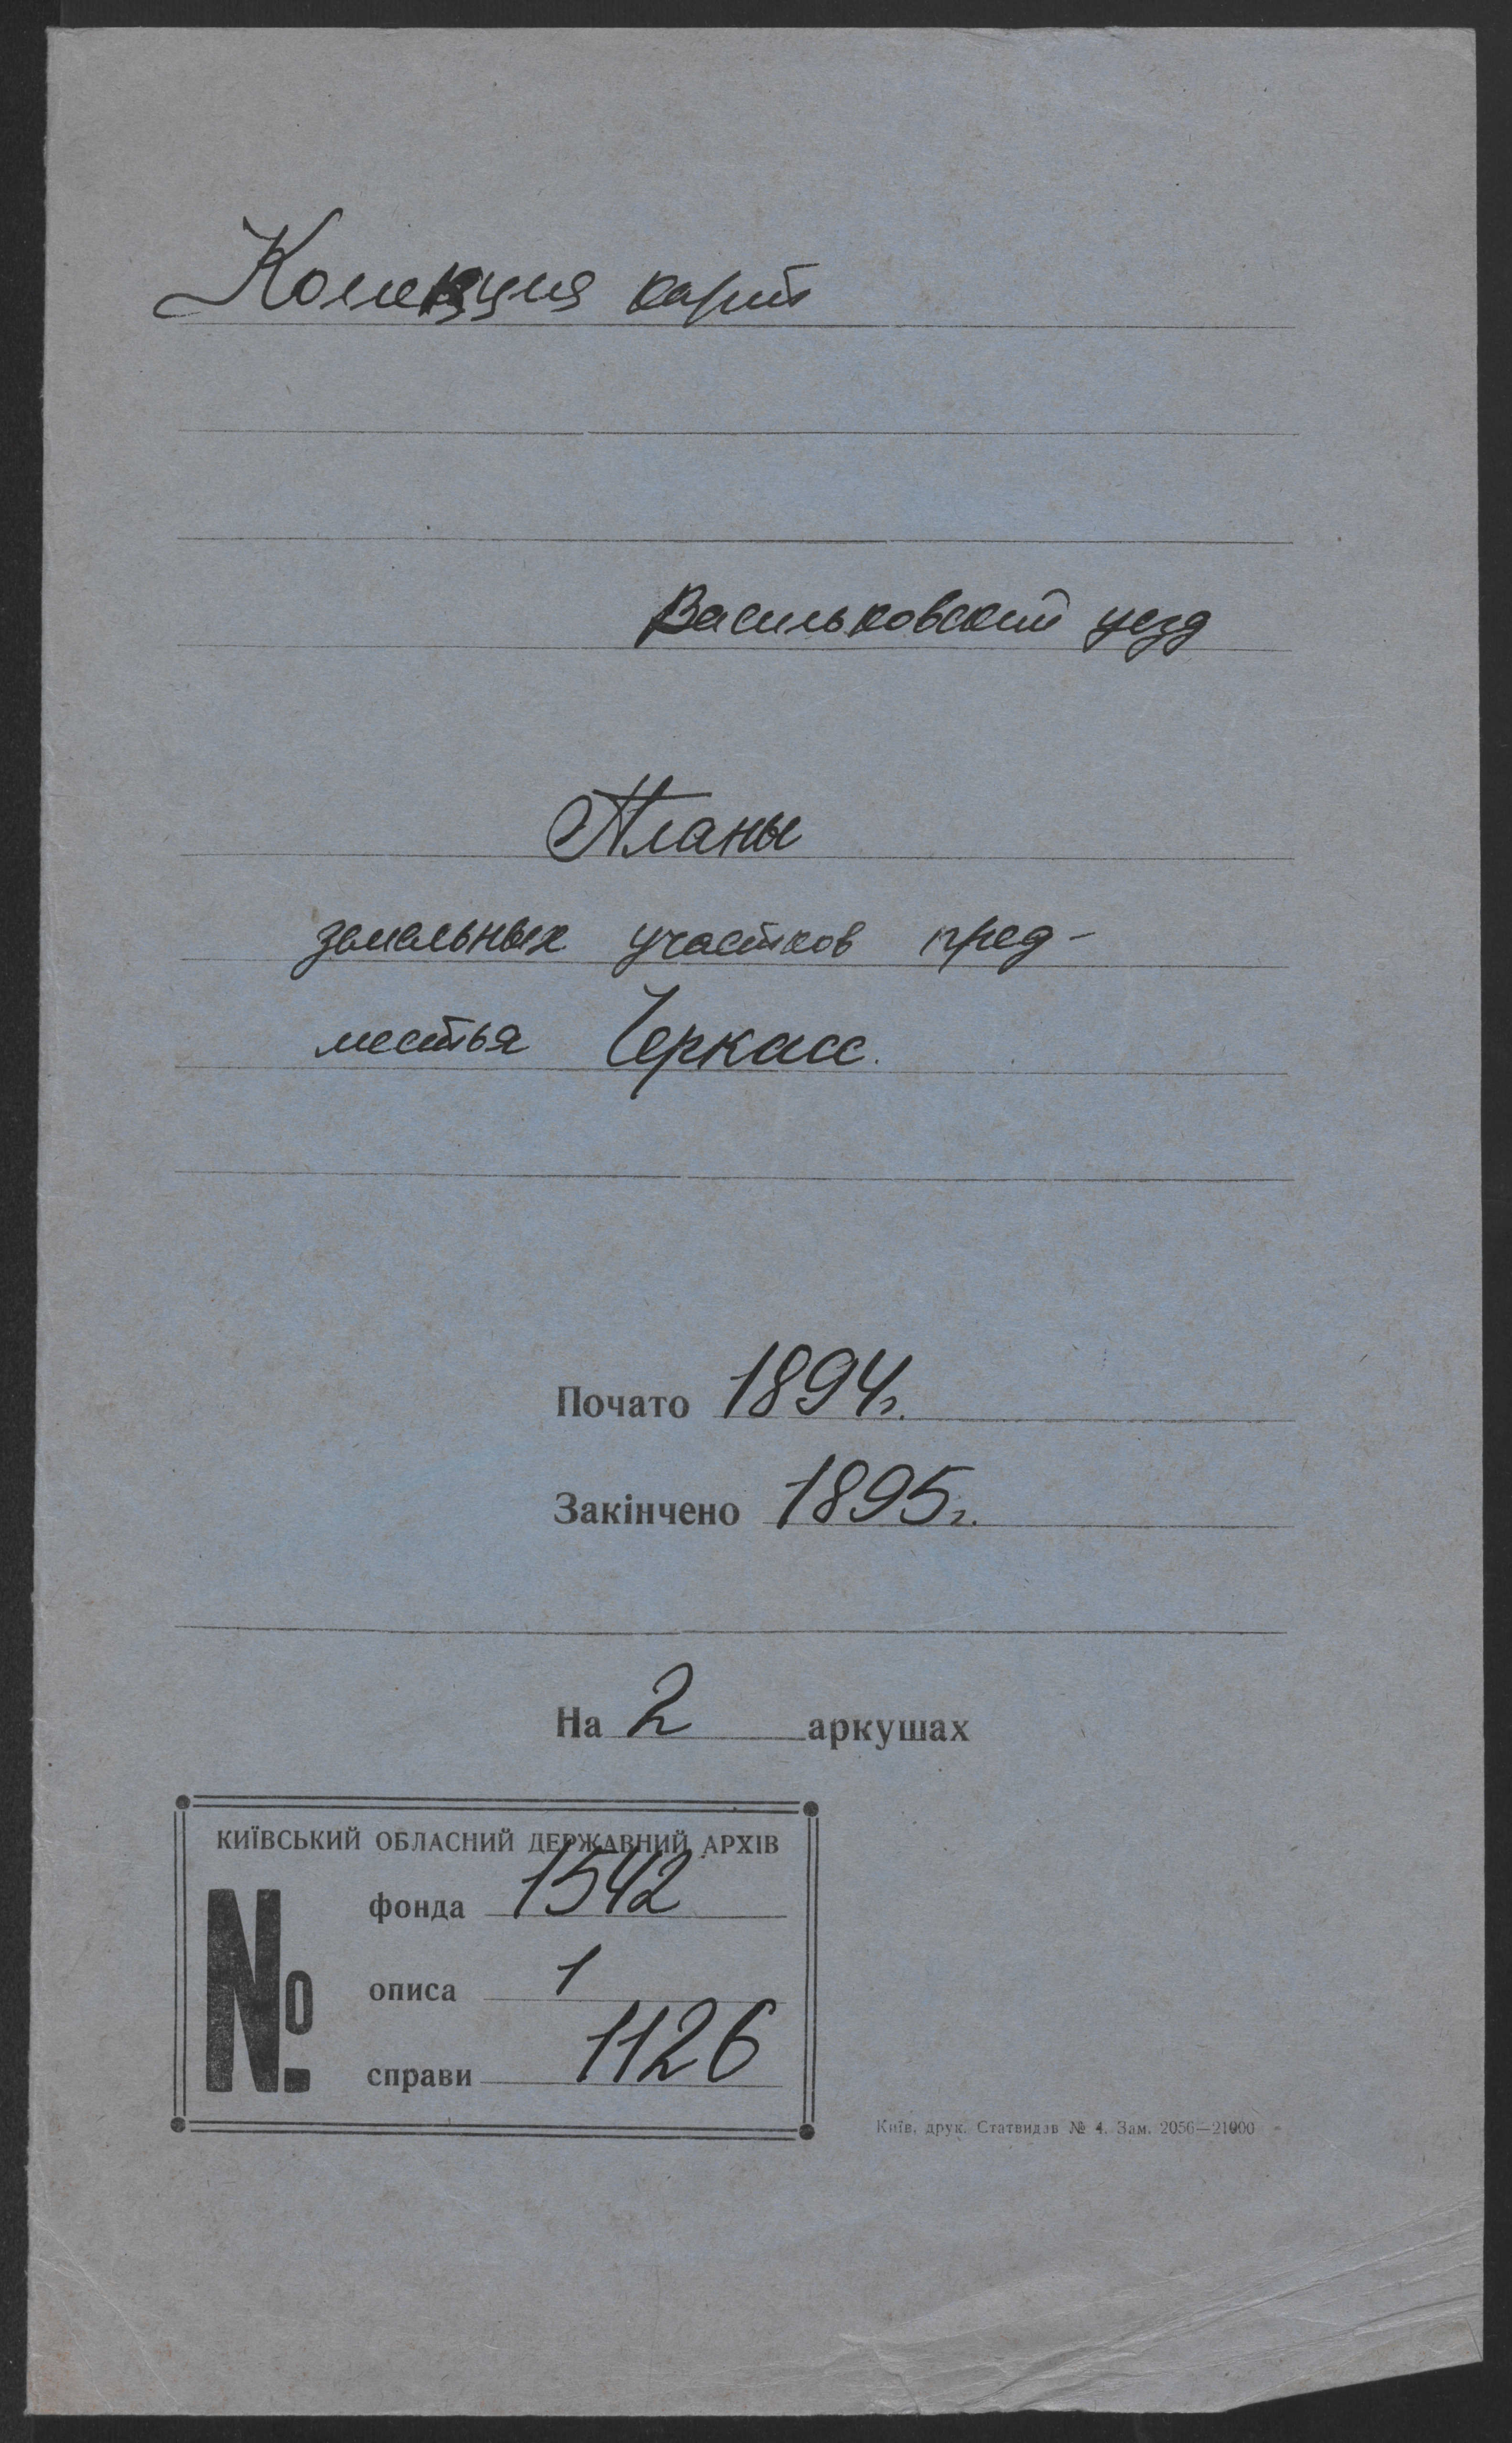 Колекция карт
Васильковский уезд
Планы
земельных участков пред-
местья Черкасс.
Почато 1894г.
Закінчено 1895г.
На 2 аркушах
КИЇВСЬКИЙ ОБЛАСНИЙ ДЕРЖАВНИЙ АРХІВ
№
фонда 1542
описа 1
справи 1126
Київ, друк. Статвидав № 4. Зам. 2056—21000